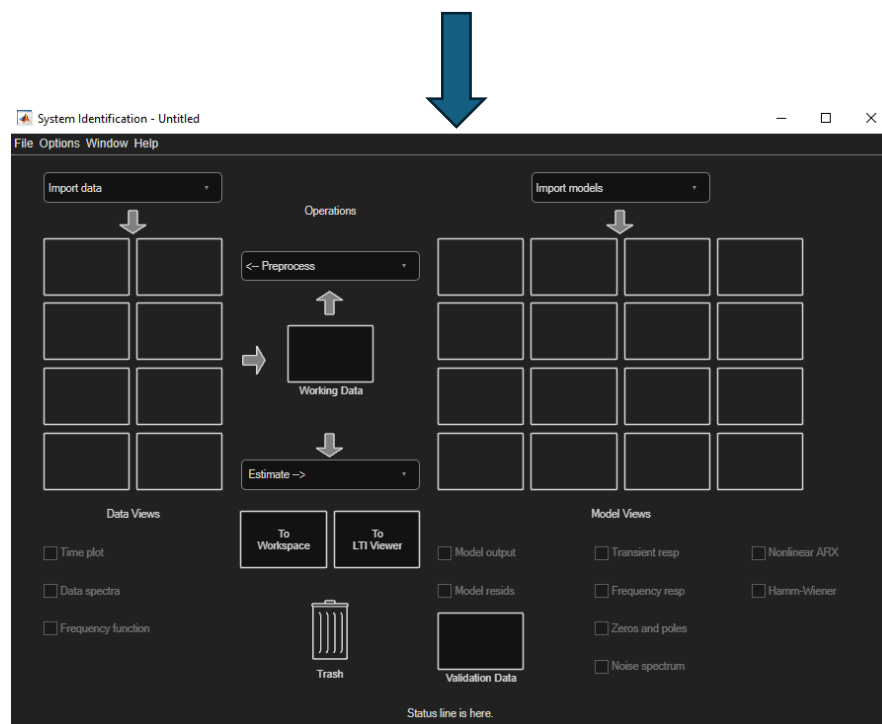 System Identification - Untitled
File Options Window Help
Import data
Import models
Operations
<-- Preprocess
Working Data
Estimate -->
Data Views
Model Views
To
Workspace
To
LTI Viewer
Time plot
Data spectra
Frequency function
Model output
Model resids
Transient resp
Frequency resp
Zeros and poles
Noise spectrum
Nonlinear ARX
Hamm-Wiener
Trash
Validation Data
Status line is here.